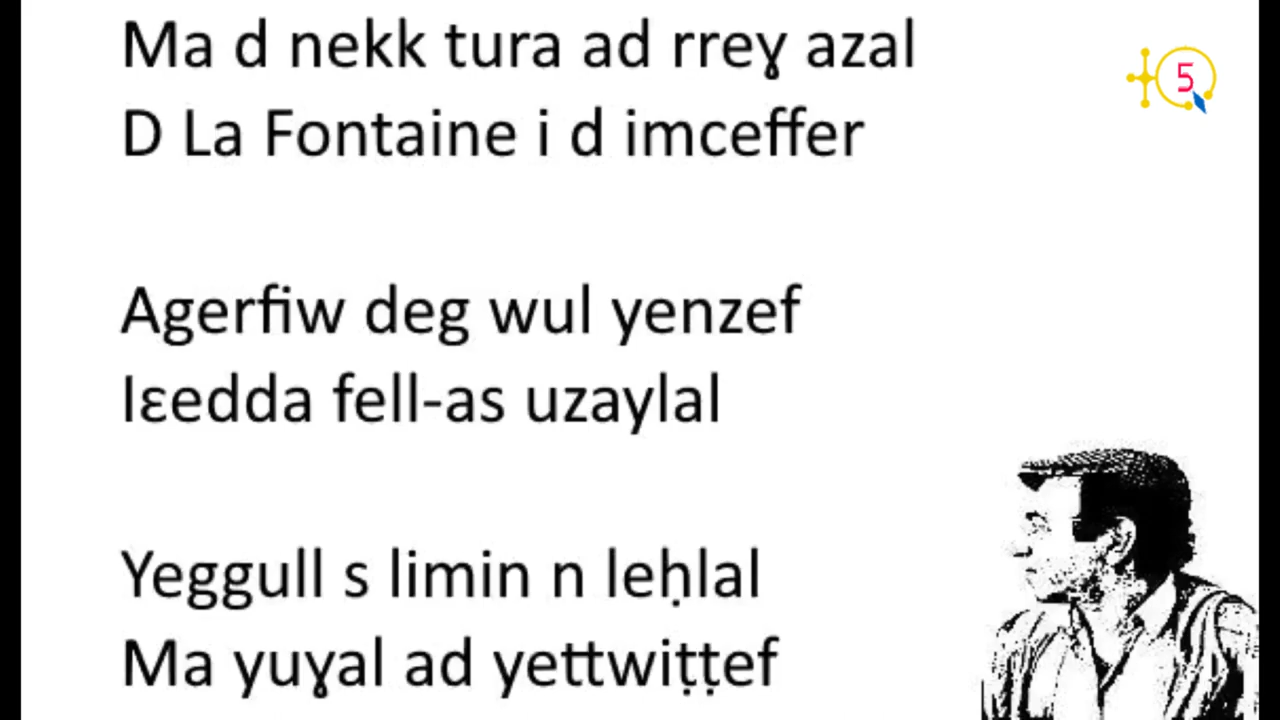 Ma d nekk tura ad rreɣ azal
D La Fontaine i d imceffer
Agerfiw deg wul yenzef
Iɛedda fell-as uzaylal
Yeggull s limin n leḥlal
Ma yuɣal ad yettwiṭṭef
5